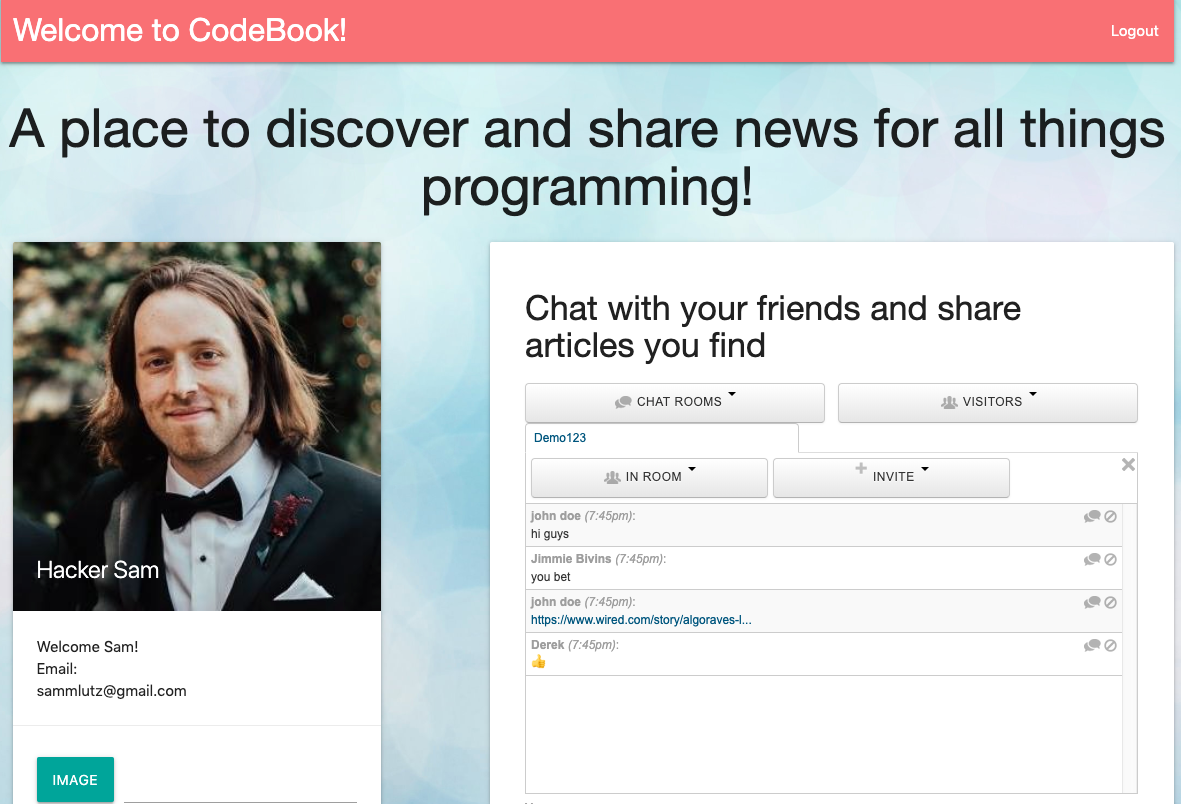 Welcome to CodeBook!
Logout
A place to discover and share news for all things
programming!
Hacker Sam
Welcome Sam!
Email:
sammlutz@gmail.com
IMAGE
Chat with your friends and share
articles you find
CHAT ROOMS
VISITORS
Demo123
IN ROOM
INVITE
john doe (7:45pm):
hi guys
Jimmie Bivins (7:45pm):
you bet
john doe (7:45pm):
https://www.wired.com/story/algoraves-l...
Derek (7:45pm):
👍